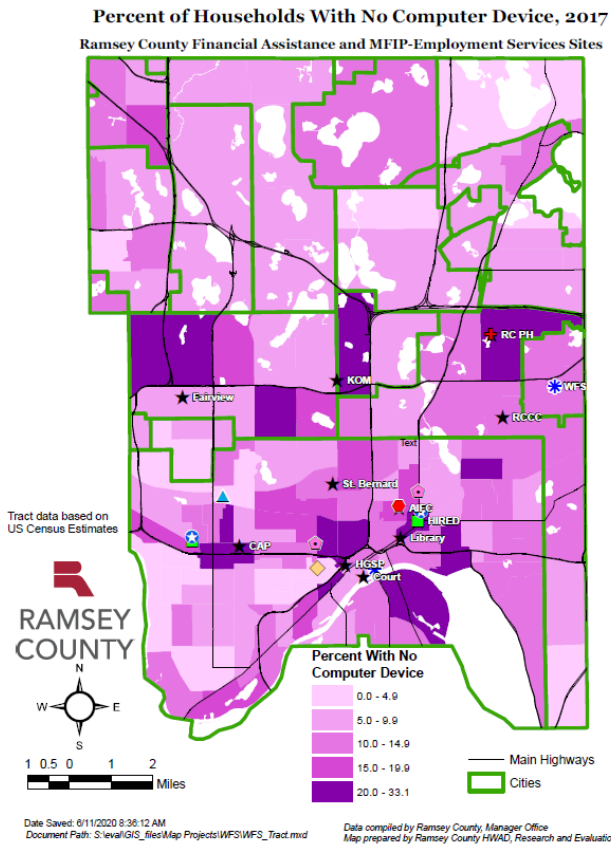 Percent of Households With No Computer Device, 2017
Ramsey County Financial Assistance and MFIP-Employment Services Sites
RC PH
KOM
WFS
Fairview
RCCC
Text
St. Bernard
Tract data based on
US Census Estimates
AIFC
HIRED
CAP
Library
HGSP
Court
RAMSEY
COUNTY
N
W
E
S
1 0.5 0 1 2
Miles
Percent With No
Computer Device
0.0 - 4.9
5.0 - 9.9
10.0 - 14.9
15.0 - 19.9
20.0 - 33.1
Main Highways
Cities
Date Saved: 6/11/2020 8:36:12 AM
Document Path: S:\eval\GIS_files\Map Projects\WFS\WFS_Tract.mxd
Data compiled by Ramsey County, Manager Office
Map prepared by Ramsey County HWAD, Research and Evaluatio